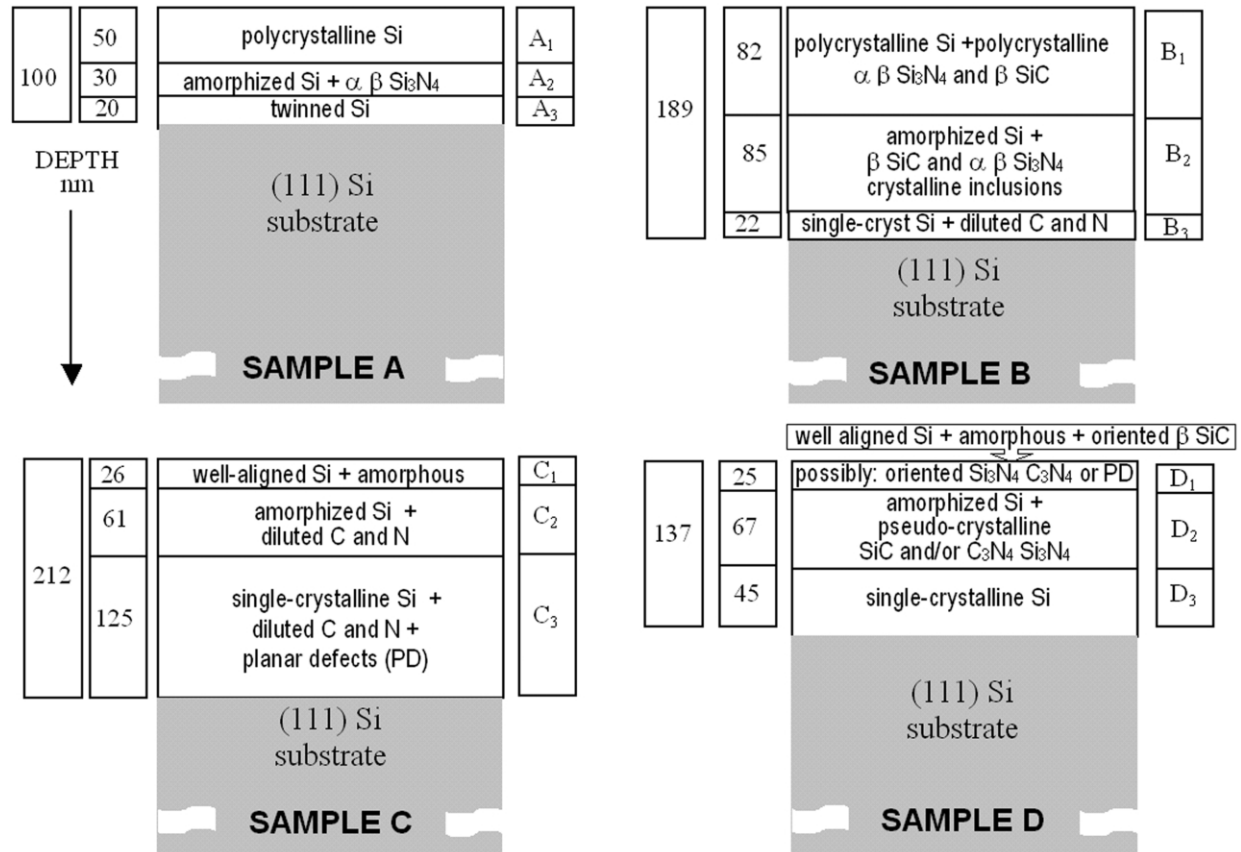 100
50
polycrystalline Si
A₁
30
amorphized Si + α β Si₃N₄
A₂
20
twinned Si
A₃
DEPTH
nm
(111) Si
substrate
SAMPLE A
189
82
polycrystalline Si +polycrystalline
α β Si₃N₄ and β SiC
B₁
85
amorphized Si +
β SiC and α β Si₃N₄
crystalline inclusions
B₂
22
single-cryst Si + diluted C and N
B₃
(111) Si
substrate
SAMPLE B
212
26
well-aligned Si + amorphous
C₁
61
amorphized Si +
diluted C and N
C₂
125
single-crystalline Si +
diluted C and N +
planar defects (PD)
C₃
(111) Si
substrate
SAMPLE C
well aligned Si + amorphous + oriented β SiC
137
25
possibly: oriented Si₃N₄ C₃N₄ or PD
D₁
67
amorphized Si +
pseudo-crystalline
SiC and/or C₃N₄ Si₃N₄
D₂
45
single-crystalline Si
D₃
(111) Si
substrate
SAMPLE D